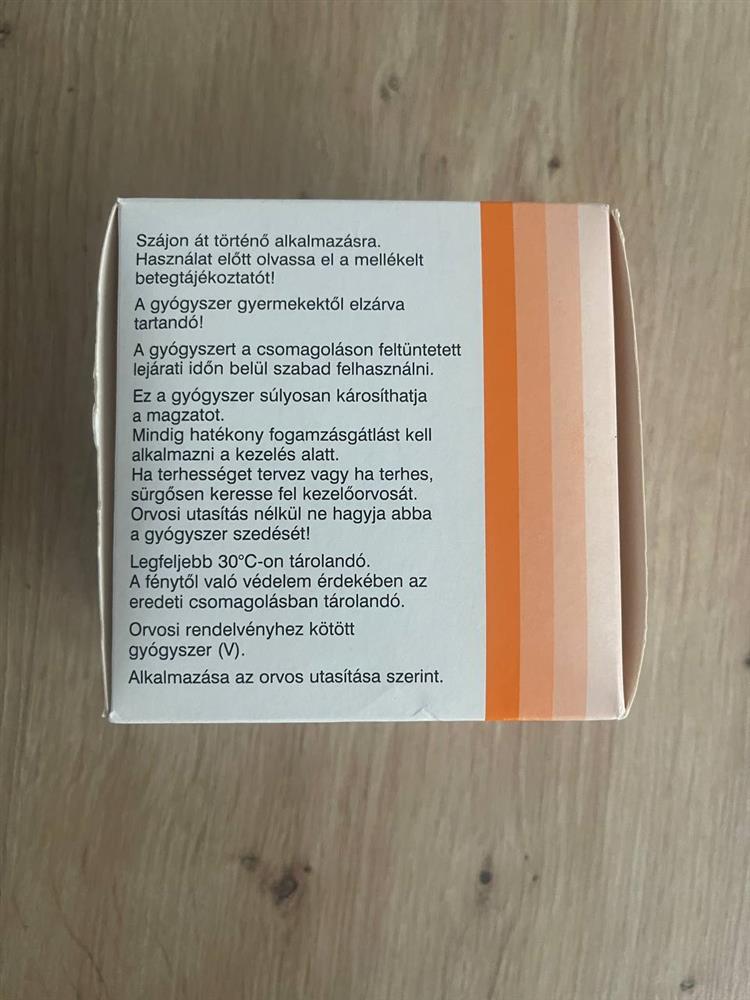 Szájon át történő alkalmazásra.
Használat előtt olvassa el a mellékelt
betegtájékoztatót!
A gyógyszer gyermekektől elzárva
tartandó!
A gyógyszert a csomagoláson feltüntetett
lejárati időn belül szabad felhasználni.
Ez a gyógyszer súlyosan károsíthatja
a magzatot.
Mindig hatékony fogamzásgátlást kell
alkalmazni a kezelés alatt.
Ha terhességet tervez vagy ha terhes,
sürgősen keresse fel kezelőorvosát.
Orvosi utasítás nélkül ne hagyja abba
a gyógyszer szedését!
Legfeljebb 30°C-on tárolandó.
A fénytől való védelem érdekében az
eredeti csomagolásban tárolandó.
Orvosi rendelvényhez kötött
gyógyszer (V).
Alkalmazása az orvos utasítása szerint.